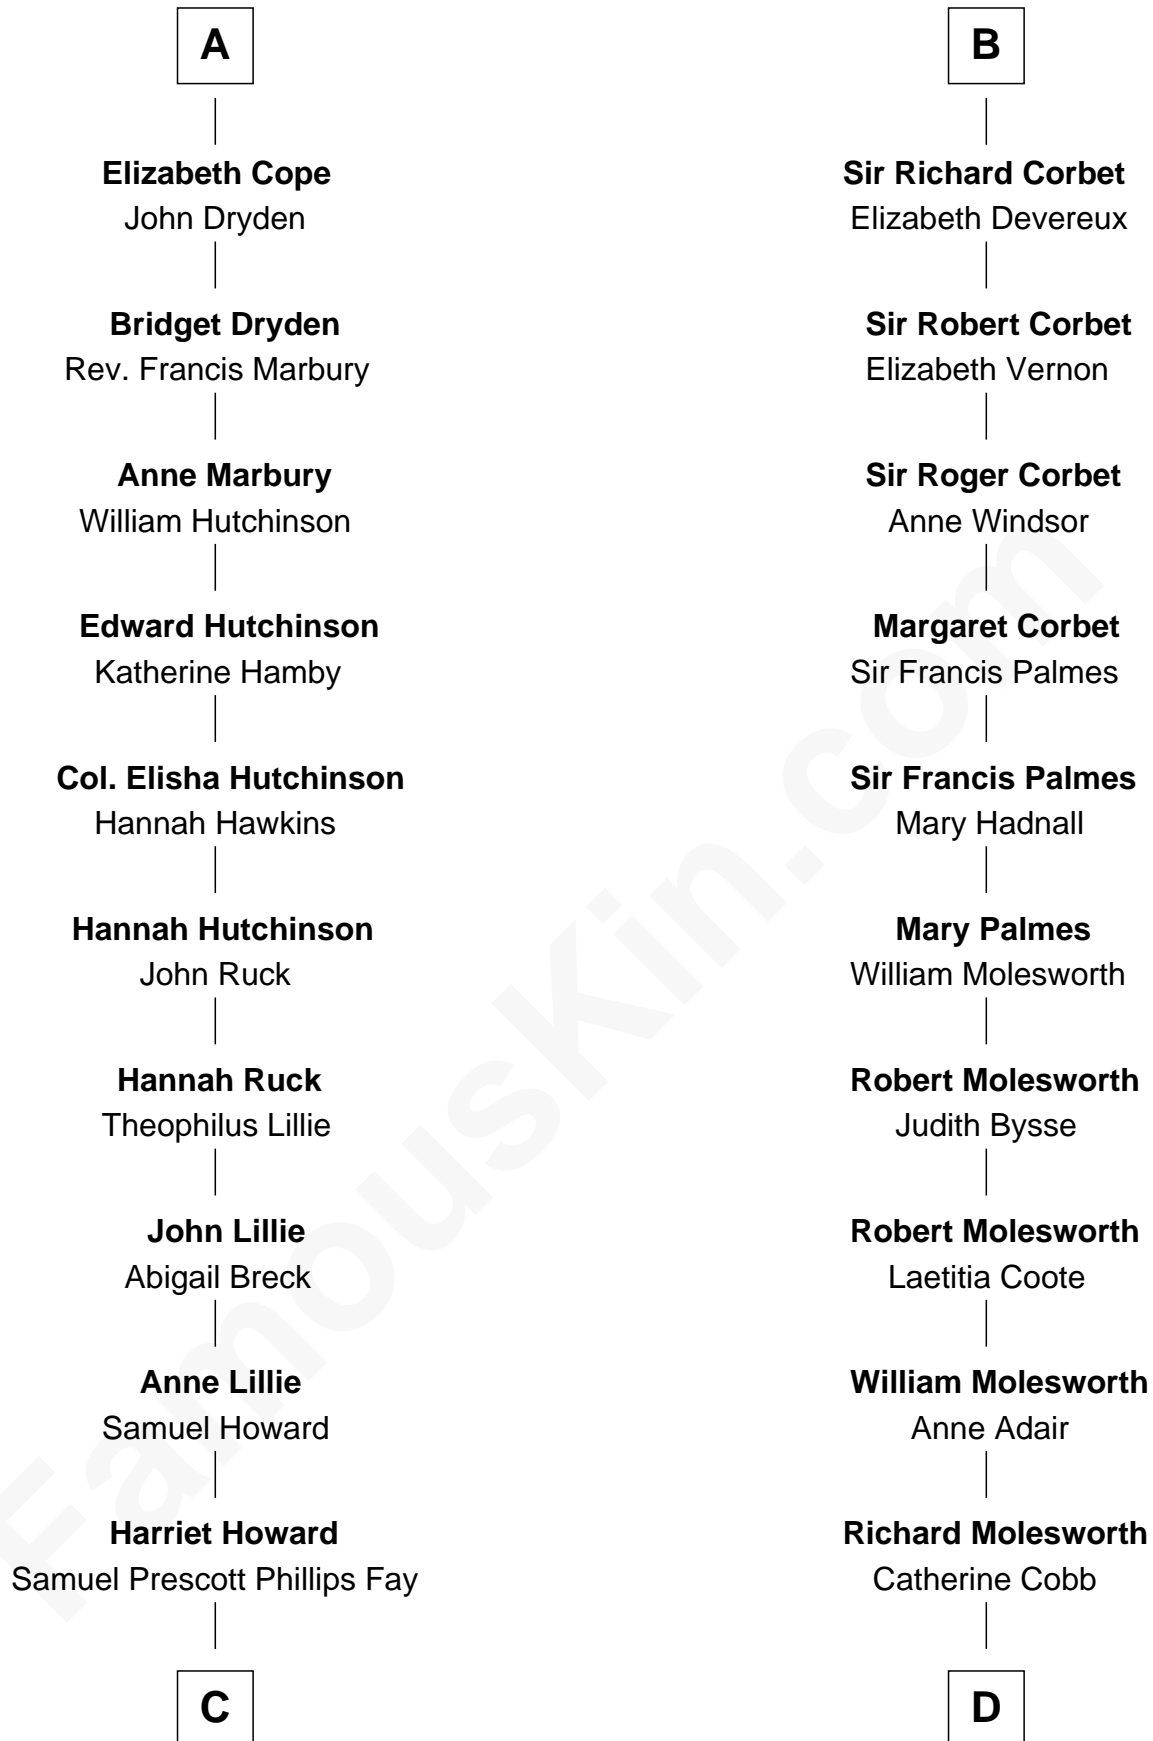 A
Elizabeth Cope
John Dryden
Bridget Dryden
Rev. Francis Marbury
Anne Marbury
William Hutchinson
Edward Hutchinson
Katherine Hamby
Col. Elisha Hutchinson
Hannah Hawkins
Hannah Hutchinson
John Ruck
Hannah Ruck
Theophilus Lillie
John Lillie
Abigail Breck
Anne Lillie
Samuel Howard
Harriet Howard
Samuel Prescott Phillips Fay
C
B
Sir Richard Corbet
Elizabeth Devereux
Sir Robert Corbet
Elizabeth Vernon
Sir Roger Corbet
Anne Windsor
Margaret Corbet
Sir Francis Palmes
Sir Francis Palmes
Mary Hadnall
Mary Palmes
William Molesworth
Robert Molesworth
Judith Bysse
Robert Molesworth
Laetitia Coote
William Molesworth
Anne Adair
Richard Molesworth
Catherine Cobb
D
FamousKin.com